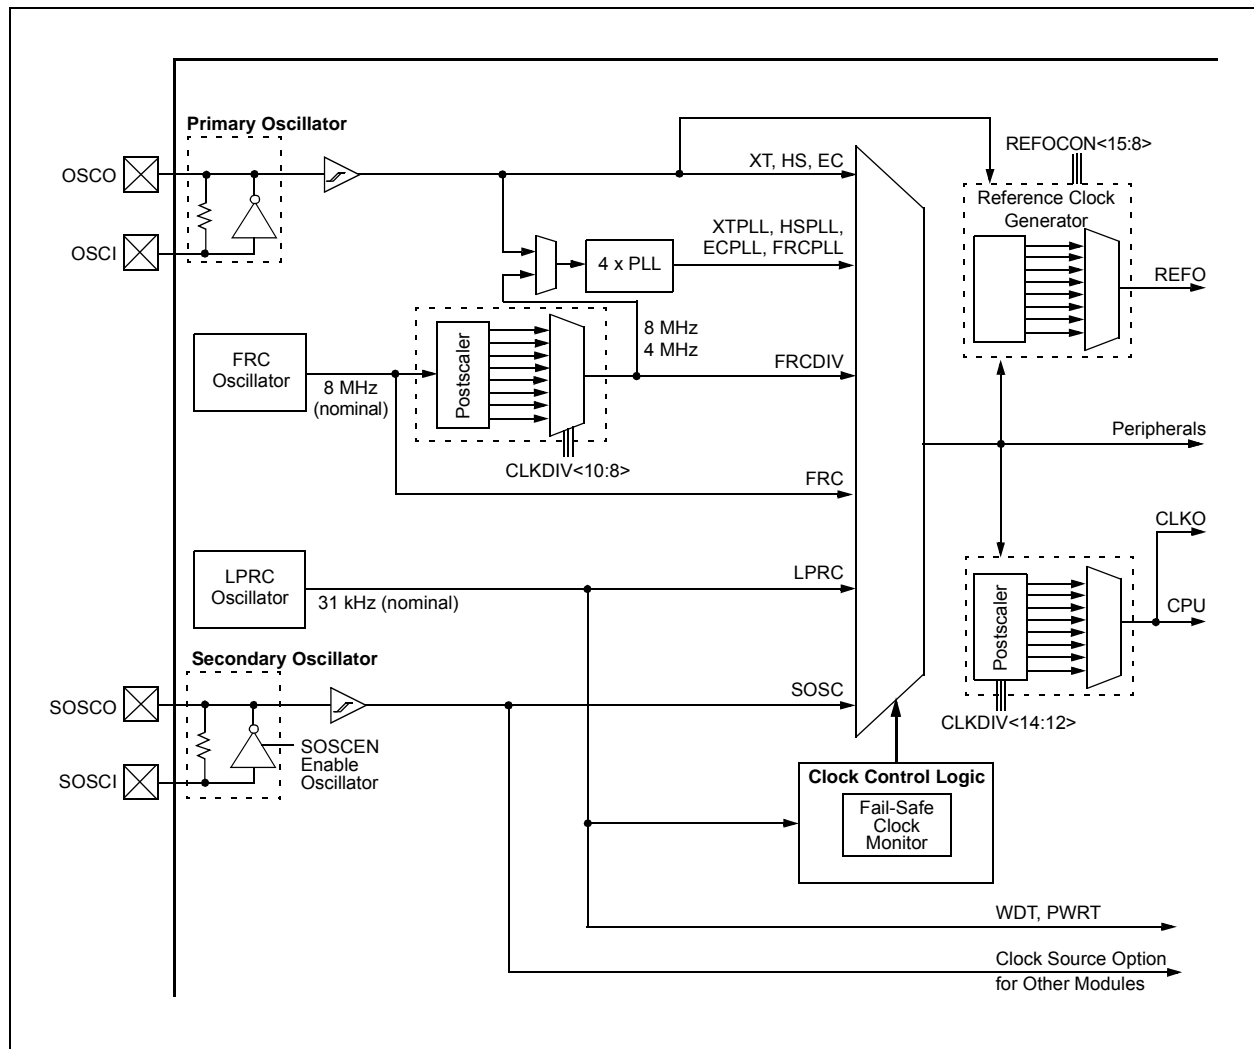 Primary Oscillator
OSCO
OSCI
XT, HS, EC
REFOCON<15:8>
Reference Clock
Generator
REFO
XTPLL, HSPLL,
ECPLL, FRCPLL
4 x PLL
8 MHz
4 MHz
FRC
Oscillator
8 MHz
(nominal)
Postscaler
CLKDIV<10:8>
FRCDIV
Peripherals
FRC
CLKO
CPU
LPRC
Oscillator
31 kHz (nominal)
LPRC
Postscaler
CLKDIV<14:12>
Secondary Oscillator
SOSCO
SOSCI
SOSCEN
Enable
Oscillator
SOSC
Clock Control Logic
Fail-Safe
Clock
Monitor
WDT, PWRT
Clock Source Option
for Other Modules